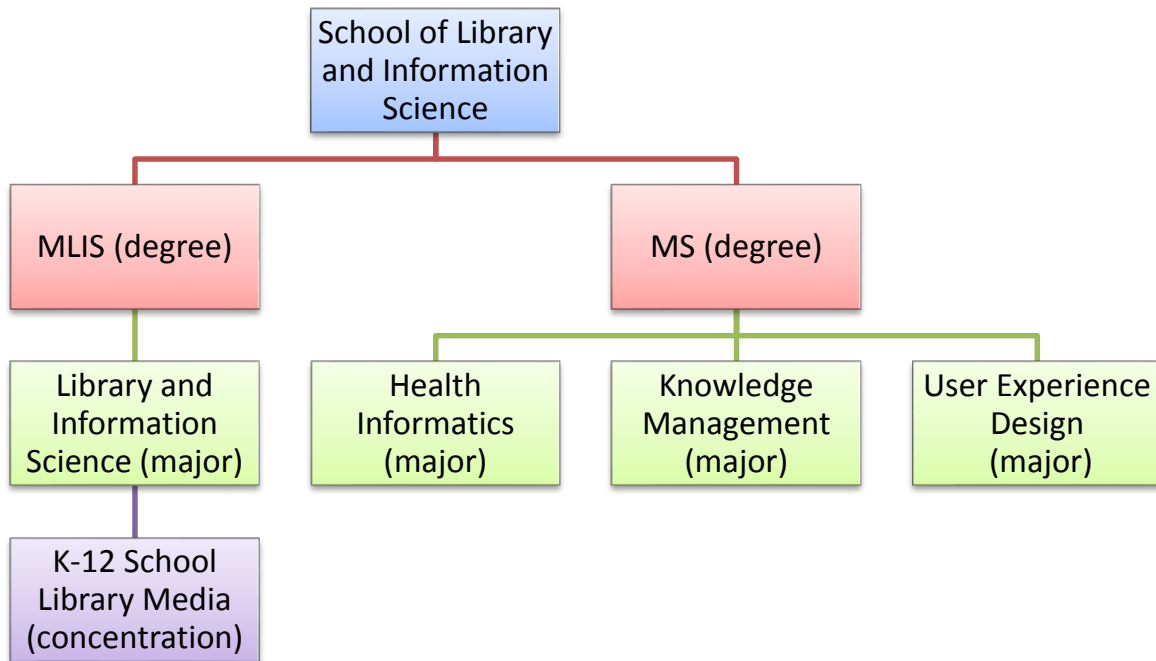 School of Library
and Information
Science
MLIS (degree)
MS (degree)
Library and
Information
Science (major)
Health
Informatics
(major)
Knowledge
Management
(major)
User Experience
Design
(major)
K-12 School
Library Media
(concentration)